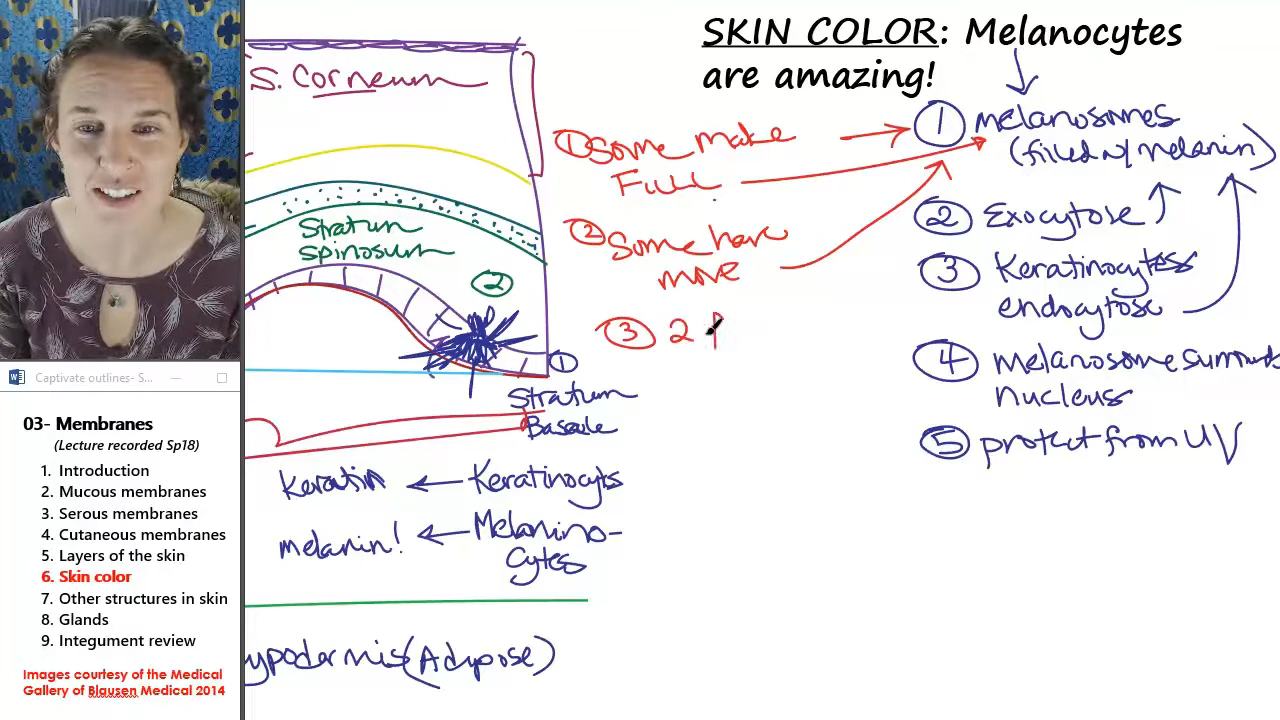 SKIN COLOR: Melanocytes
are amazing!
S. Corneum
Stratum
spinosum
2
1
Stratum
Basale
Keratin ← Keratinocyts
melanin! ← Melanino-
cytes
ypodermis (Adipose)
1 Some make
Full
2 Some have
more
3 2
1 melanosomes
(filled w/ melanin)
2 Exocytose
3 Keratinocytes
endocytose
4 melanosome surrounds
nucleus
5 protect from UV
Captivate outlines- S...
03- Membranes
(Lecture recorded Sp18)
1. Introduction
2. Mucous membranes
3. Serous membranes
4. Cutaneous membranes
5. Layers of the skin
6. Skin color
7. Other structures in skin
8. Glands
9. Integument review
Images courtesy of the Medical
Gallery of Blausen Medical 2014